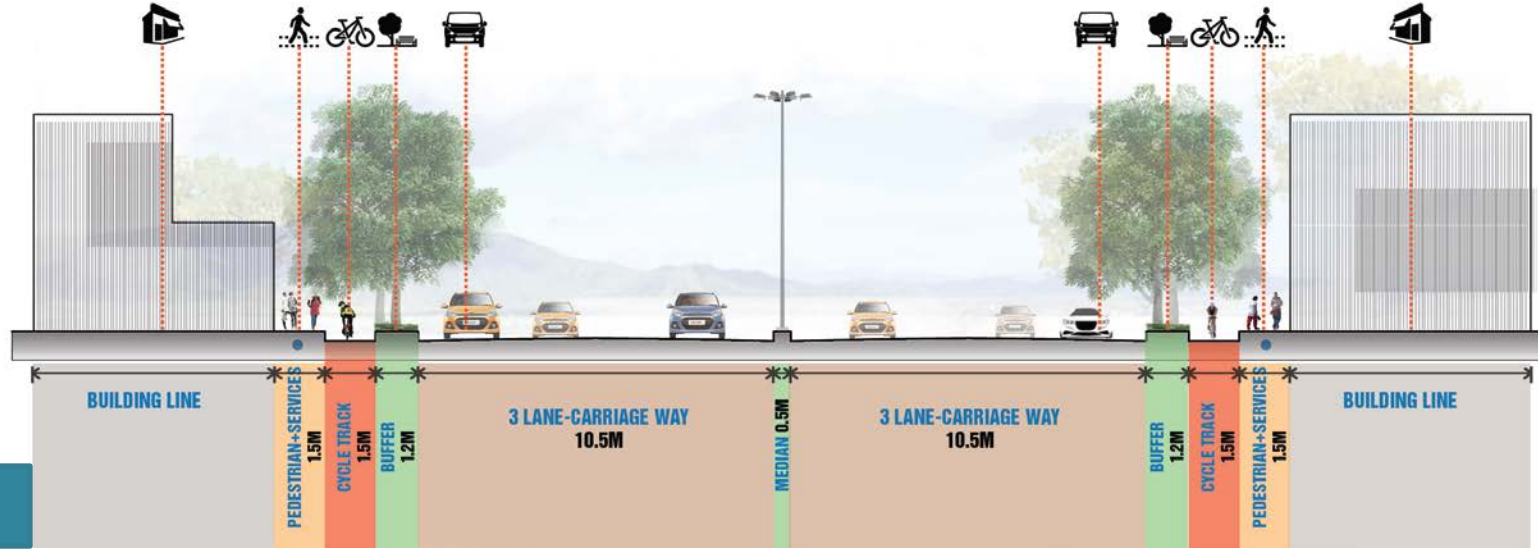 BUILDING LINE
PEDESTRIAN+SERVICES
1.5M
CYCLE TRACK
1.5M
BUFFER
1.2M
3 LANE-CARRIAGE WAY
10.5M
MEDIAN 0.5M
3 LANE-CARRIAGE WAY
10.5M
BUFFER
1.2M
CYCLE TRACK
1.5M
PEDESTRIAN+SERVICES
1.5M
BUILDING LINE